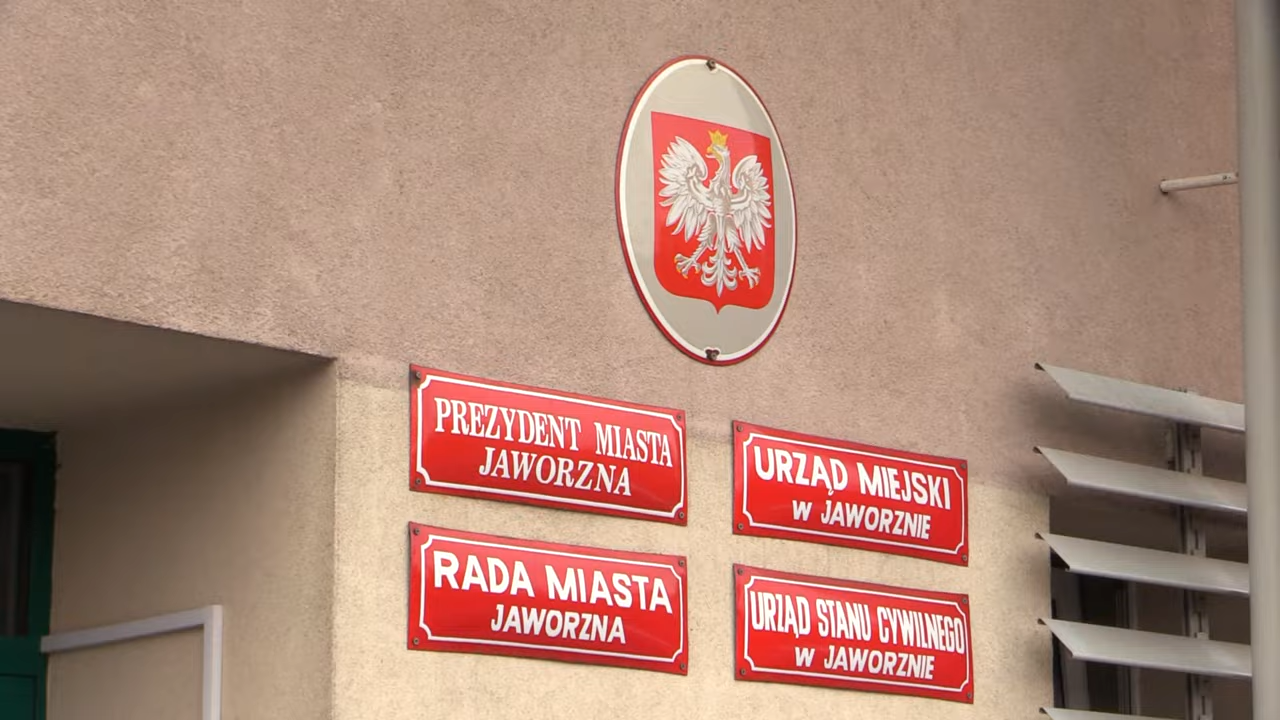 PREZYDENT MIASTA
JAWORZNA
URZĄD MIEJSKI
w JAWORZNIE
RADA MIASTA
JAWORZNA
URZĄD STANU CYWILNEGO
w JAWORZNIE